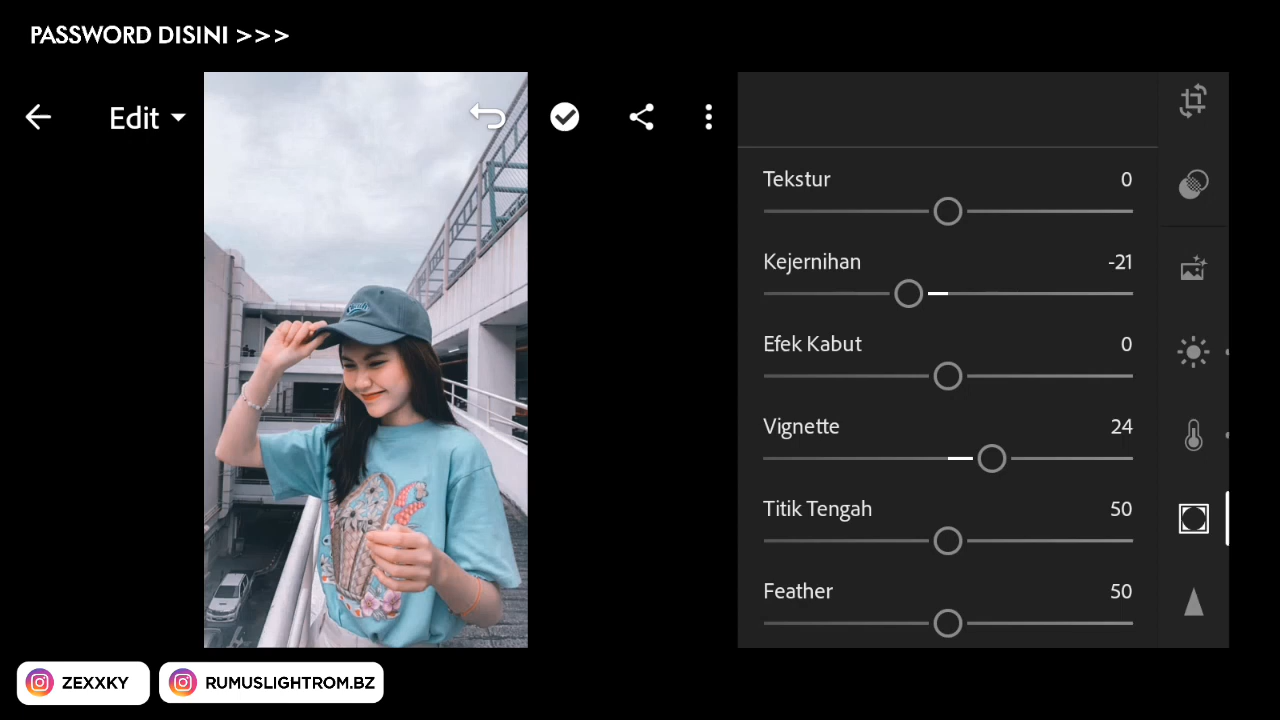 PASSWORD DISINI >>>
Edit
Tekstur 0
Kejernihan -21
Efek Kabut 0
Vignette 24
Titik Tengah 50
Feather 50
ZEXXKY
RUMUSLIGHTROM.BZ